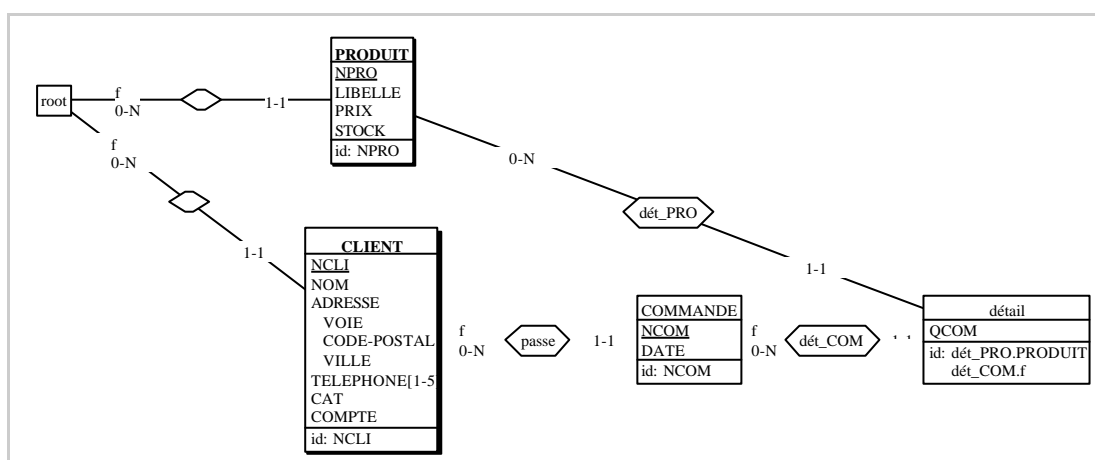 PRODUIT
NPRO
LIBELLE
PRIX
STOCK
id: NPRO
root
f
0-N
1-1
f
0-N
0-N
dét_PRO
1-1
1-1
CLIENT
NCLI
NOM
ADRESSE
VOIE
CODE-POSTAL
VILLE
TELEPHONE[1-5
CAT
COMPTE
id: NCLI
f
0-N
passe
1-1
COMMANDE
NCOM
DATE
id: NCOM
f
0-N
dét_COM
détail
QCOM
id: dét_PRO.PRODUIT
dét_COM.f